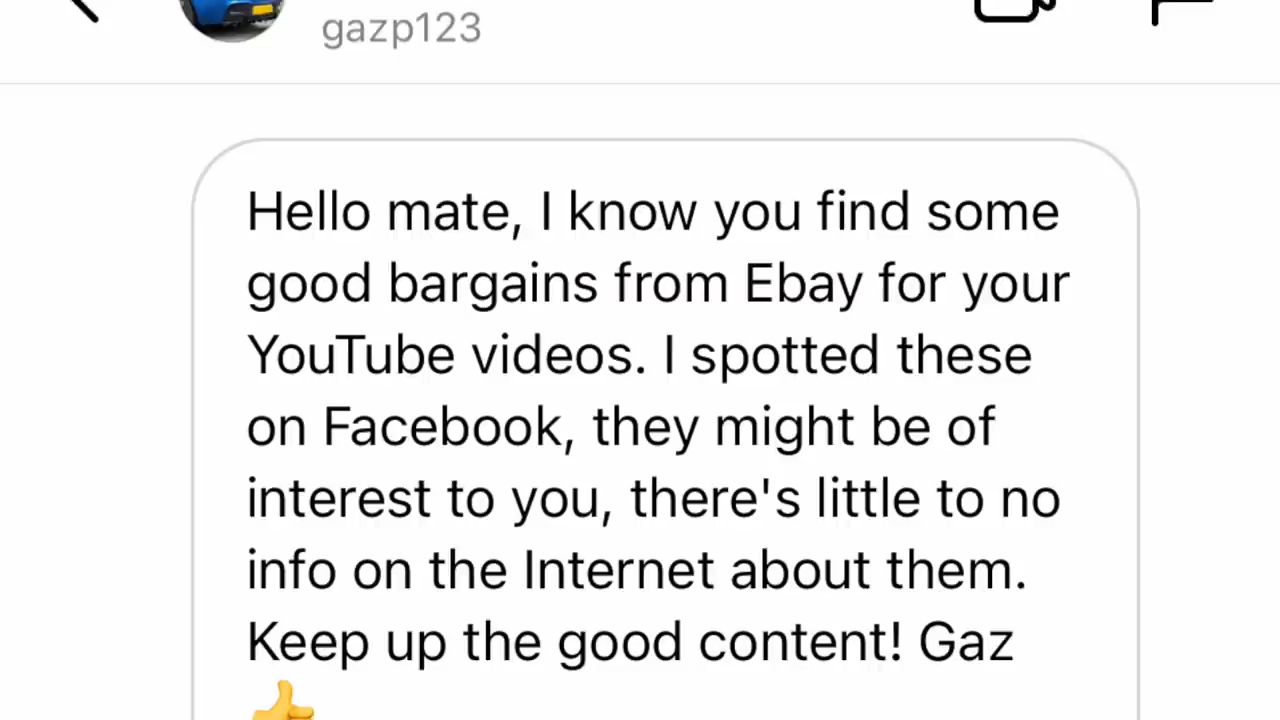 gazp123
Hello mate, I know you find some
good bargains from Ebay for your
YouTube videos. I spotted these
on Facebook, they might be of
interest to you, there's little to no
info on the Internet about them.
Keep up the good content! Gaz